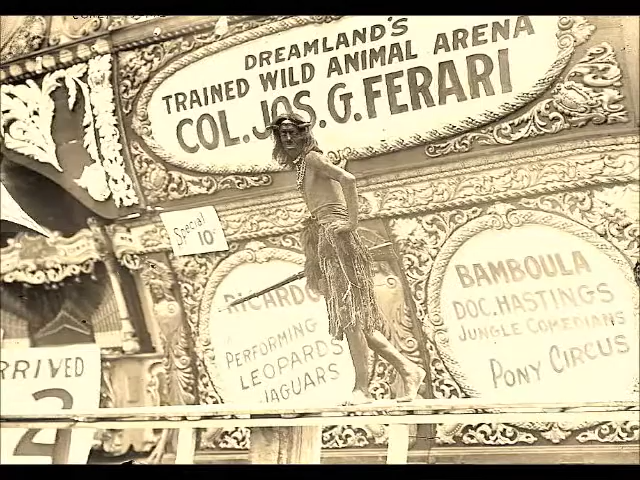 DREAMLAND'S
TRAINED WILD ANIMAL ARENA
COL. JOS. G. FERARI
Special
10¢
RICARDO
PERFORMING
LEOPARDS
JAGUARS
BAMBOULA
DOC. HASTINGS
JUNGLE COMEDIANS
PONY CIRCUS
RRIVED
2